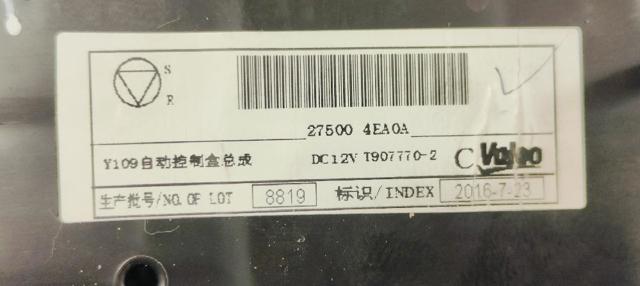 S
R
27500 4EA0A
Y109自动控制盒总成 DC12V T907770-2 C Valeo
生产批号/NO. OF LOT 8819 标识/INDEX 2016-7-23